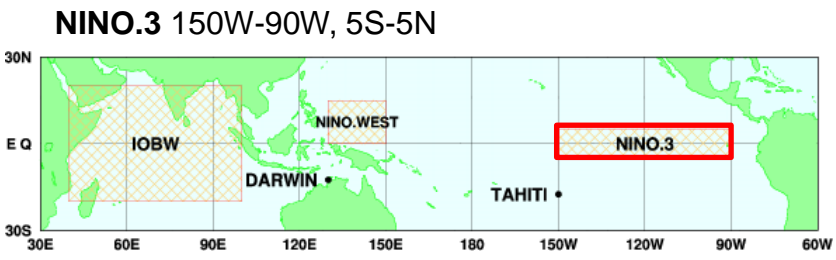 NINO.3 150W-90W, 5S-5N
30N
NINO.WEST
E Q
IOBW
NINO.3
DARWIN
TAHITI
30S
30E 60E 90E 120E 150E 180 150W 120W 90W 60W